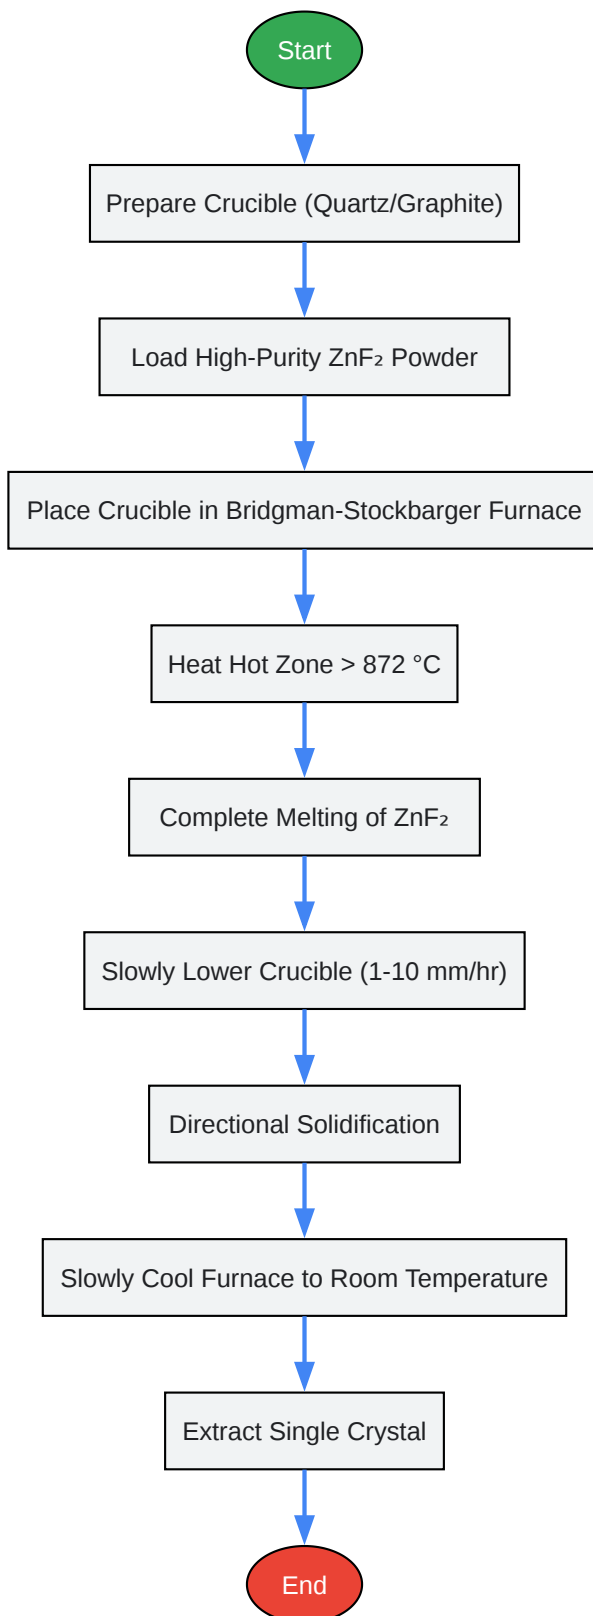 Start
Prepare Crucible (Quartz/Graphite)
Load High-Purity ZnF₂ Powder
Place Crucible in Bridgman-Stockbarger Furnace
Heat Hot Zone > 872 °C
Complete Melting of ZnF₂
Slowly Lower Crucible (1-10 mm/hr)
Directional Solidification
Slowly Cool Furnace to Room Temperature
Extract Single Crystal
End